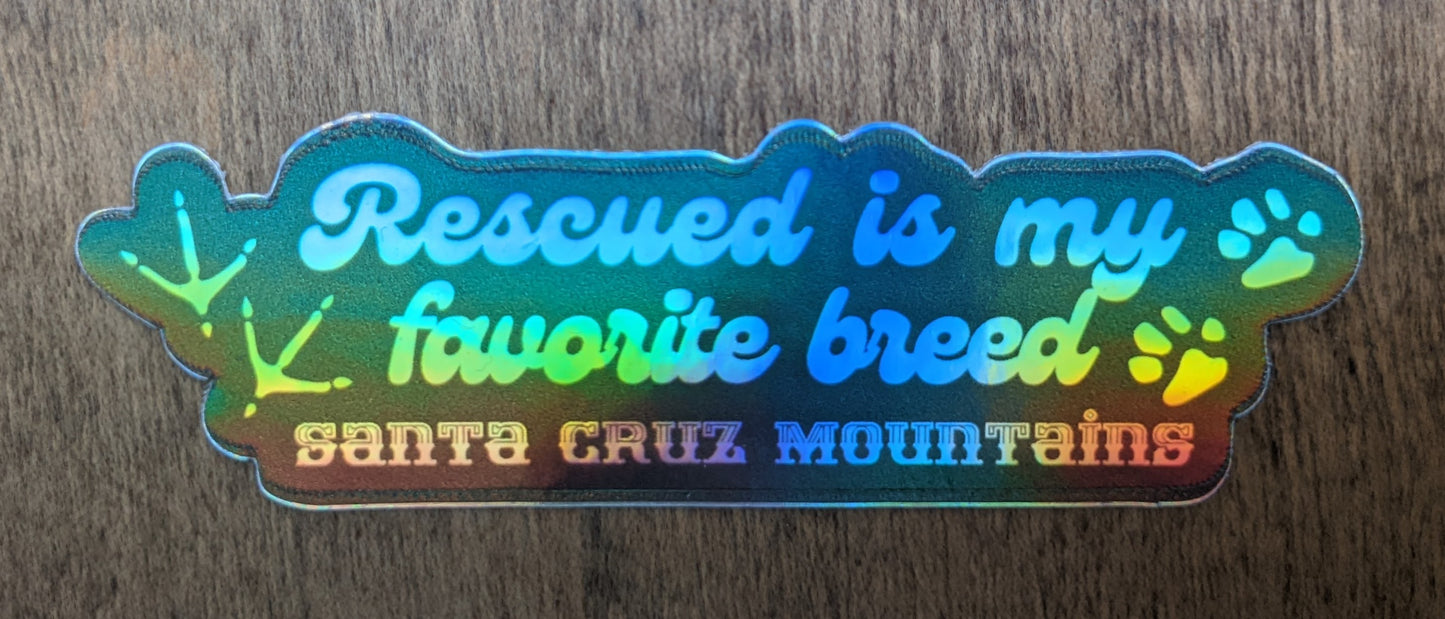 Rescued is my
favorite breed
SANTA CRUZ MOUNTAINS